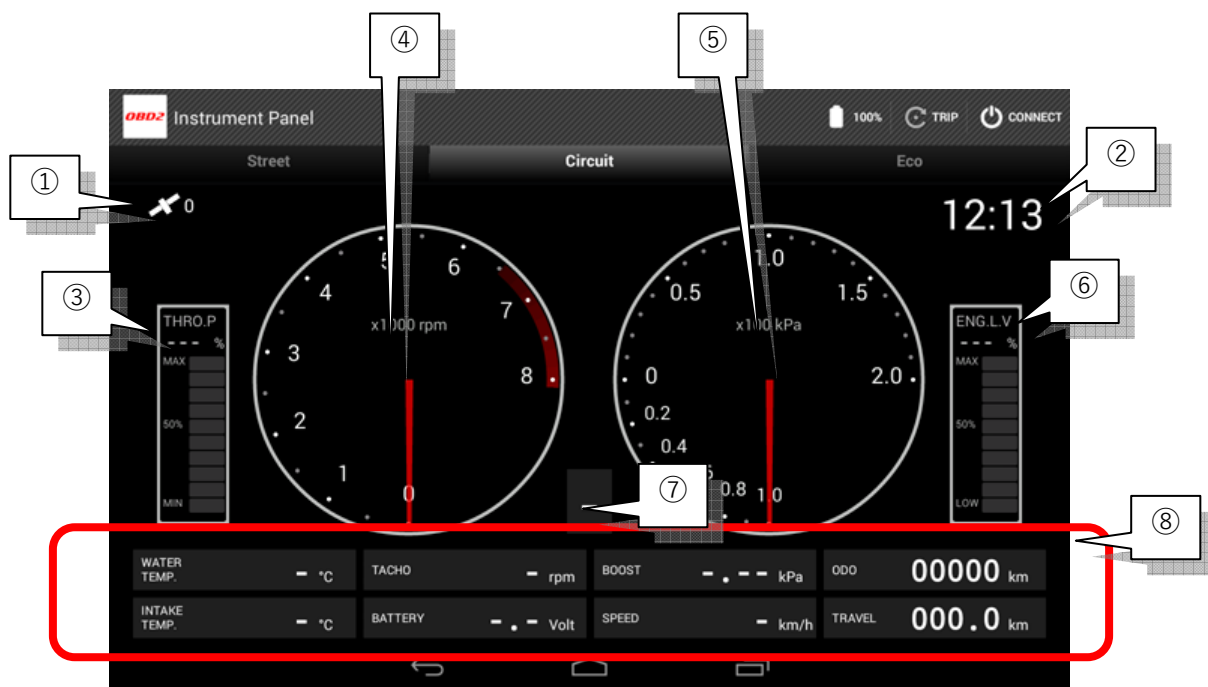 ④ ⑤
OBD2 Instrument Panel 100% TRIP CONNECT
Street Circuit Eco
① ②
0 12:13
③ ⑥
THRO.P
--- %
MAX
50%
MIN
x1000 rpm
0 1 2 3 4 5 6 7 8
x100 kPa
1.0 0.8 0.4 0.2 0 0.5 1.0 1.5 2.0
ENG.L.V
--- %
MAX
50%
LOW
⑦
⑧
WATER TEMP. - °C TACHO - rpm BOOST -.-- kPa ODO 00000 km
INTAKE TEMP. - °C BATTERY -.- Volt SPEED - km/h TRAVEL 000.0 km